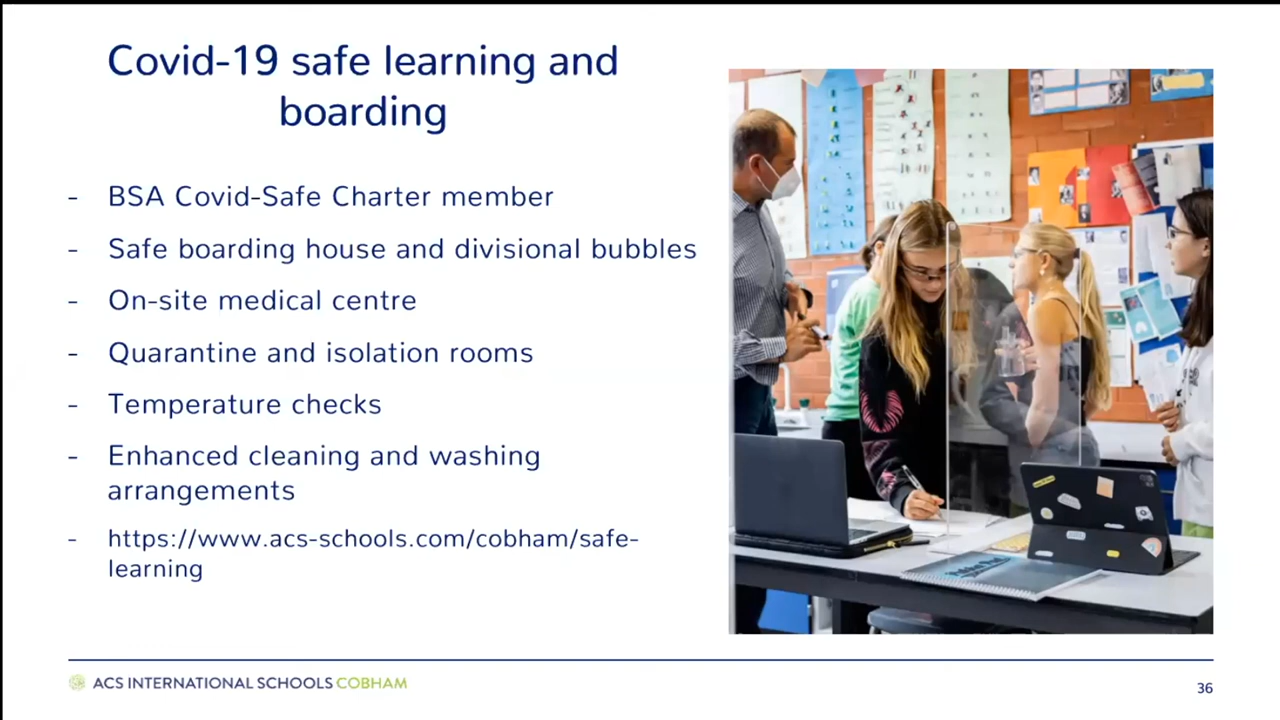 Covid-19 safe learning and
boarding
- BSA Covid-Safe Charter member
- Safe boarding house and divisional bubbles
- On-site medical centre
- Quarantine and isolation rooms
- Temperature checks
- Enhanced cleaning and washing
arrangements
- https://www.acs-schools.com/cobham/safe-
learning
ACS INTERNATIONAL SCHOOLS COBHAM
36